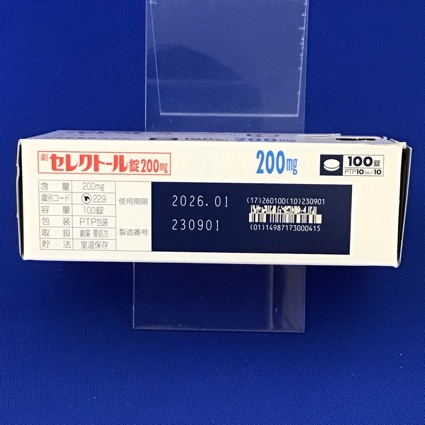 劇 セレクトール錠200mg
200mg
100錠
PTP10錠×10
含量 200mg
識別コード 229
容量 100錠
包装 PTP包装
取扱 劇薬・要処方
貯法 室温保存
使用期限 2026.01
製造番号 230901
(17)260100(10)230901
(01)14987173000415